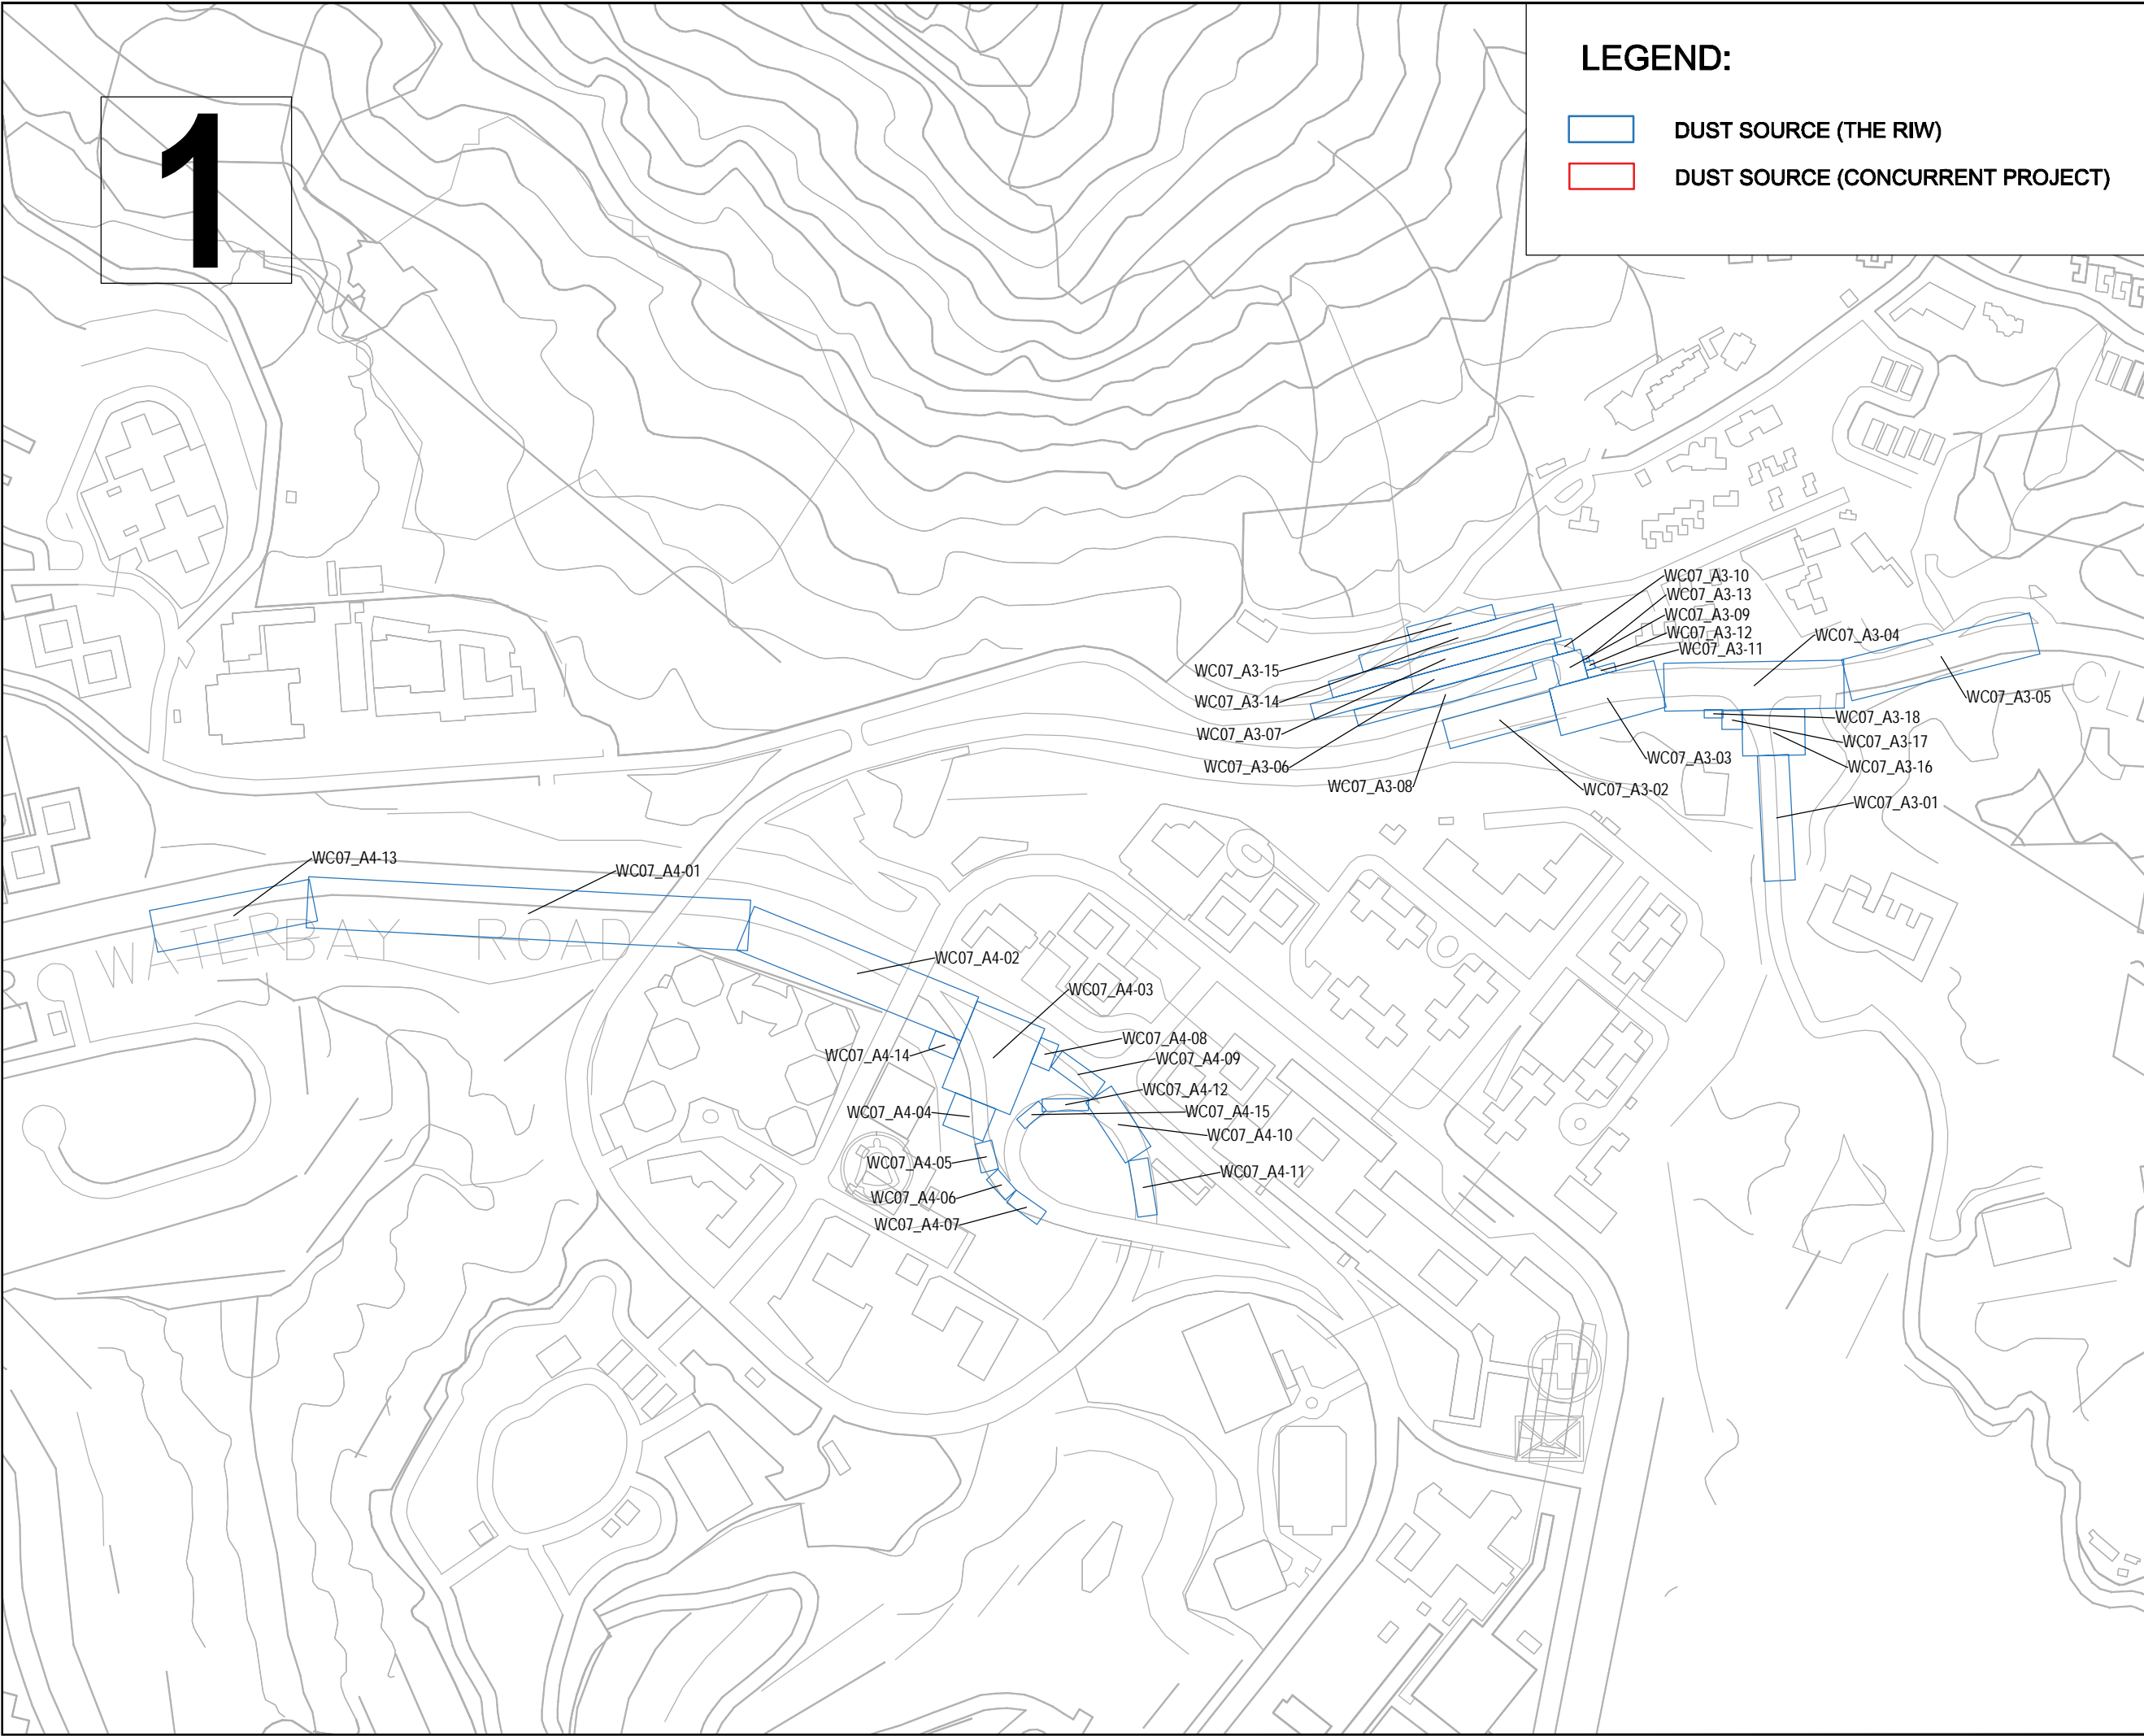 1
LEGEND:
DUST SOURCE (THE RIW)
DUST SOURCE (CONCURRENT PROJECT)
WC07_A3-10
WC07_A3-13
WC07_A3-09
WC07_A3-12
WC07_A3-11
WC07_A3-04
WC07_A3-15
WC07_A3-14
WC07_A3-07
WC07_A3-06
WC07_A3-08
WC07_A3-05
WC07_A3-18
WC07_A3-17
WC07_A3-03
WC07_A3-16
WC07_A3-02
WC07_A3-01
WC07_A4-13
WC07_A4-01
WATERBAY ROAD
WC07_A4-02
WC07_A4-03
WC07_A4-14
WC07_A4-08
WC07_A4-09
WC07_A4-12
WC07_A4-04
WC07_A4-15
WC07_A4-10
WC07_A4-05
WC07_A4-11
WC07_A4-06
WC07_A4-07